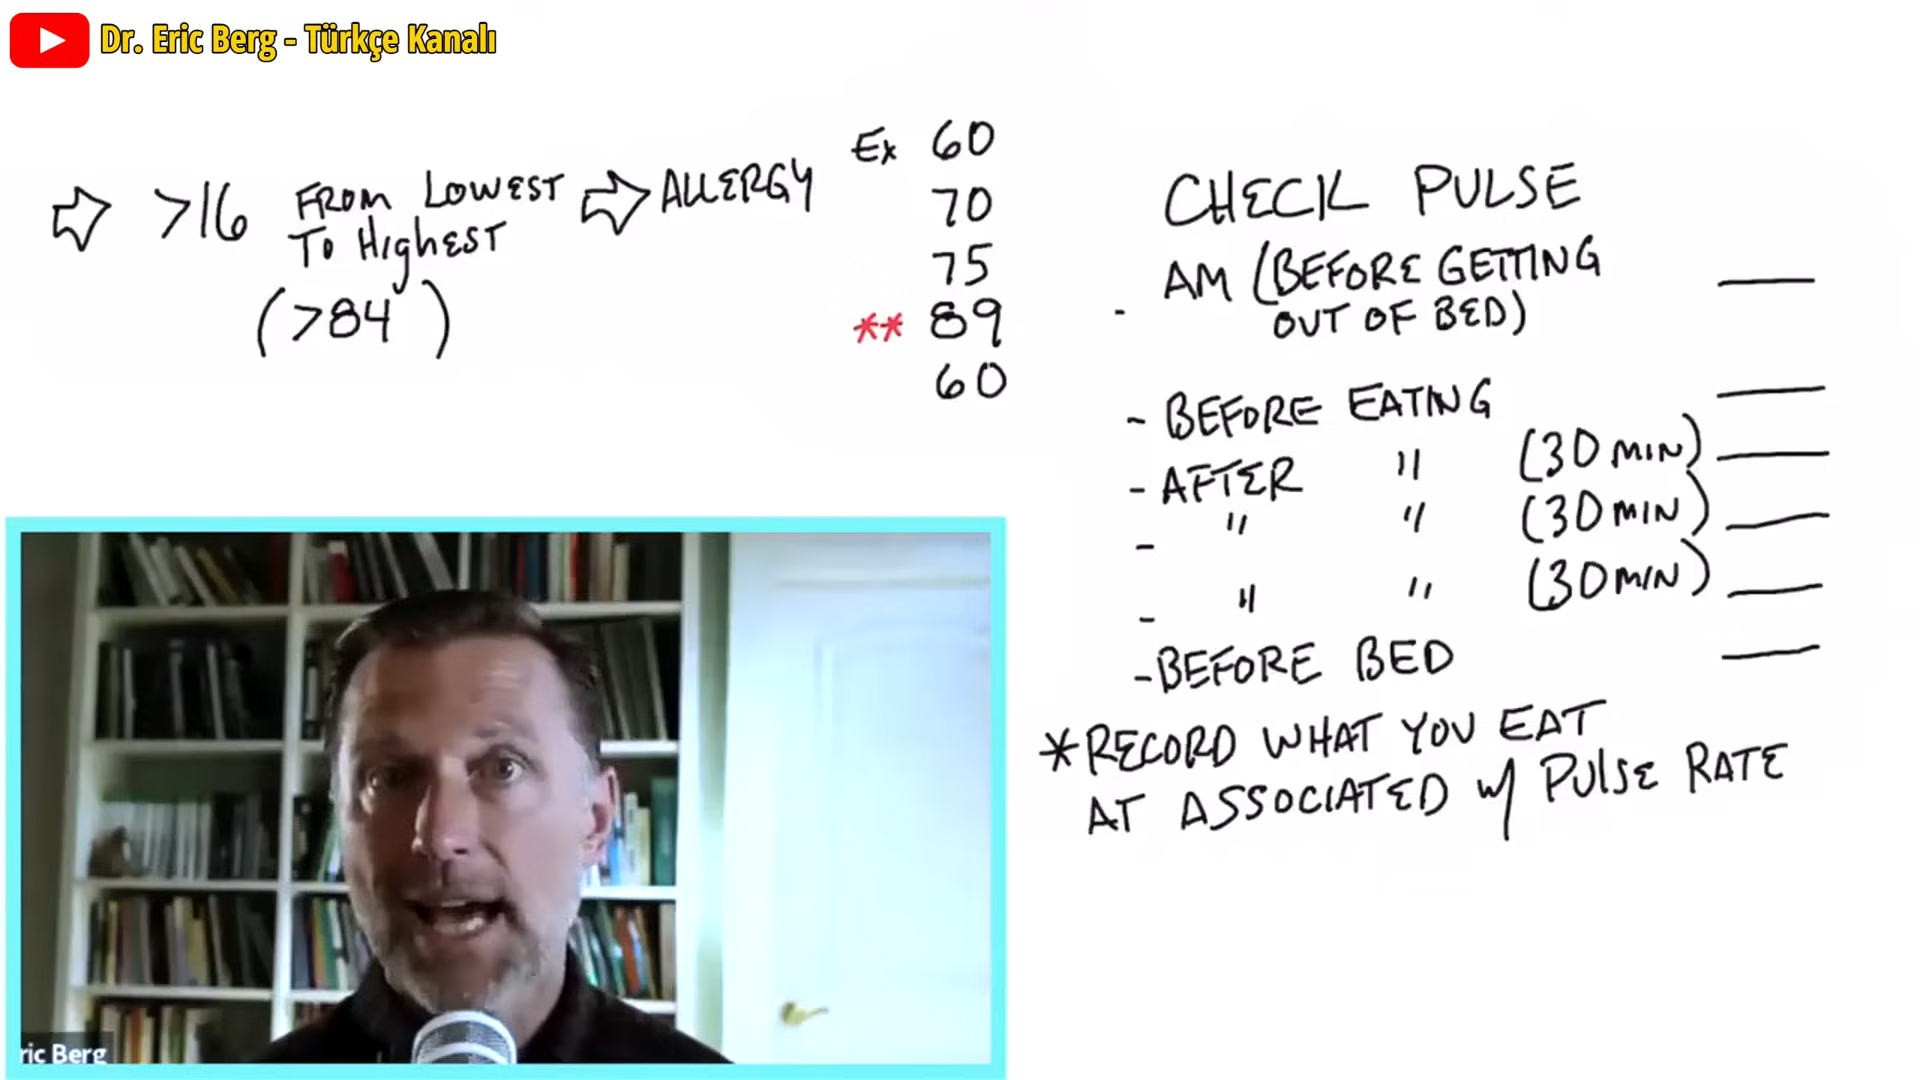 Dr. Eric Berg - Türkçe Kanalı
⇨ >16 FROM LOWEST ⇨ ALLERGY
TO HIGHEST
(>84)
Ex 60
70
75
** 89
60
CHECK PULSE
- AM (BEFORE GETTING
OUT OF BED)
- BEFORE EATING
- AFTER " (30 MIN)
- " " (30 MIN)
- " " (30 MIN)
- BEFORE BED
* RECORD WHAT YOU EAT
AT ASSOCIATED w/ PULSE RATE
ric Berg